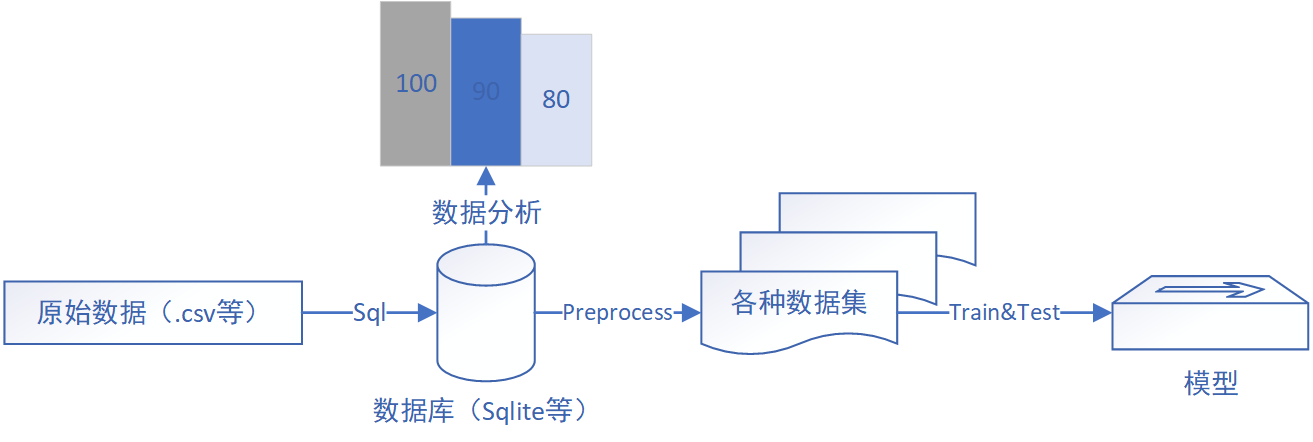 100
90
80
数据分析
原始数据（.csv等）
Sql
Preprocess
各种数据集
Train&Test
数据库（Sqlite等）
模型